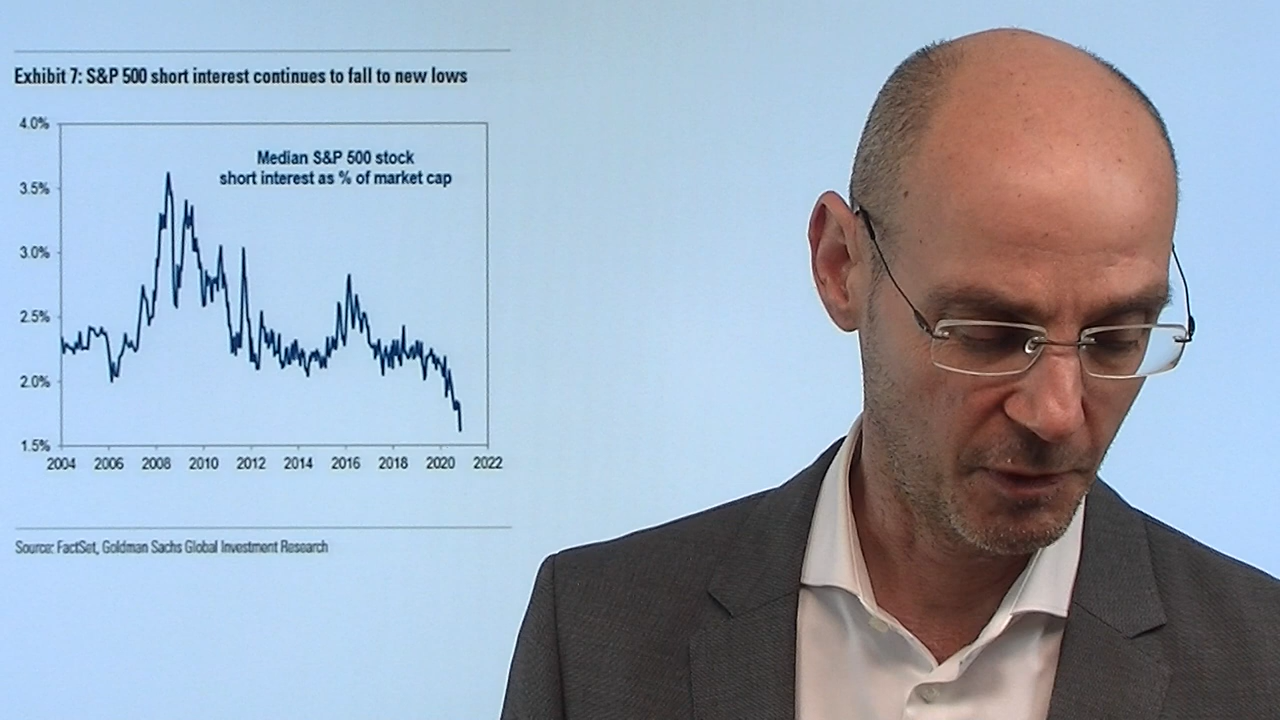 Exhibit 7: S&P 500 short interest continues to fall to new lows
4.0%
Median S&P 500 stock
short interest as % of market cap
3.5%
3.0%
2.5%
2.0%
1.5%
2004 2006 2008 2010 2012 2014 2016 2018 2020 2022
Source: FactSet, Goldman Sachs Global Investment Research